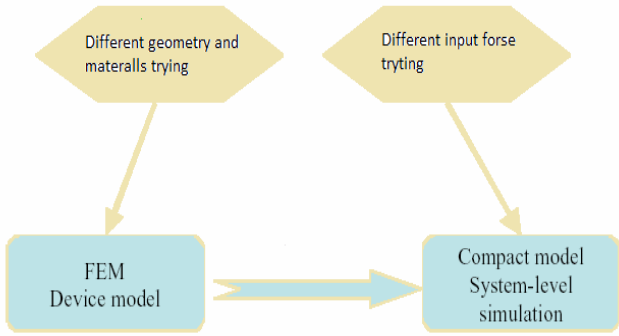 Different geometry and
materalls trying
Different input forse
tryting
FEM
Device model
Compact model
System-level
simulation